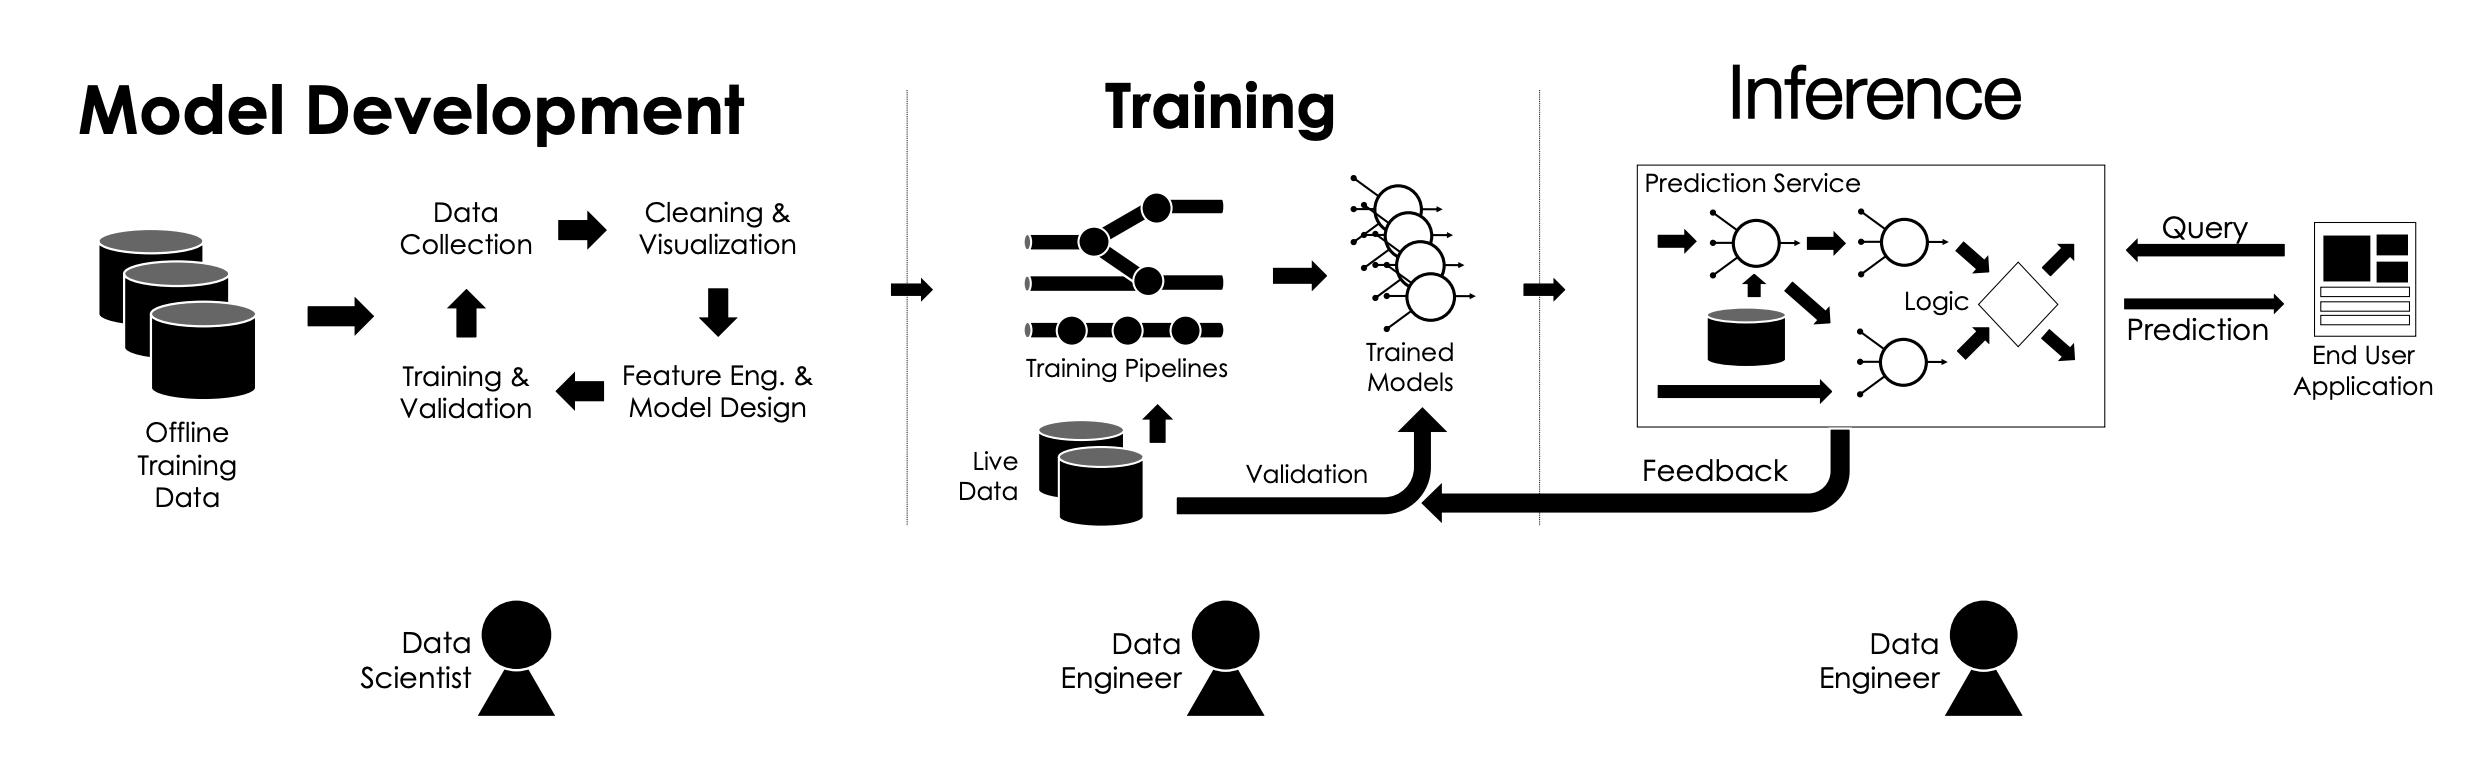 Model Development
Data
Collection
Cleaning &
Visualization
Training &
Validation
Feature Eng. &
Model Design
Offline
Training
Data
Data
Scientist
Training
Training Pipelines
Trained
Models
Live
Data
Validation
Data
Engineer
Inference
Prediction Service
Logic
Query
Prediction
End User
Application
Feedback
Data
Engineer